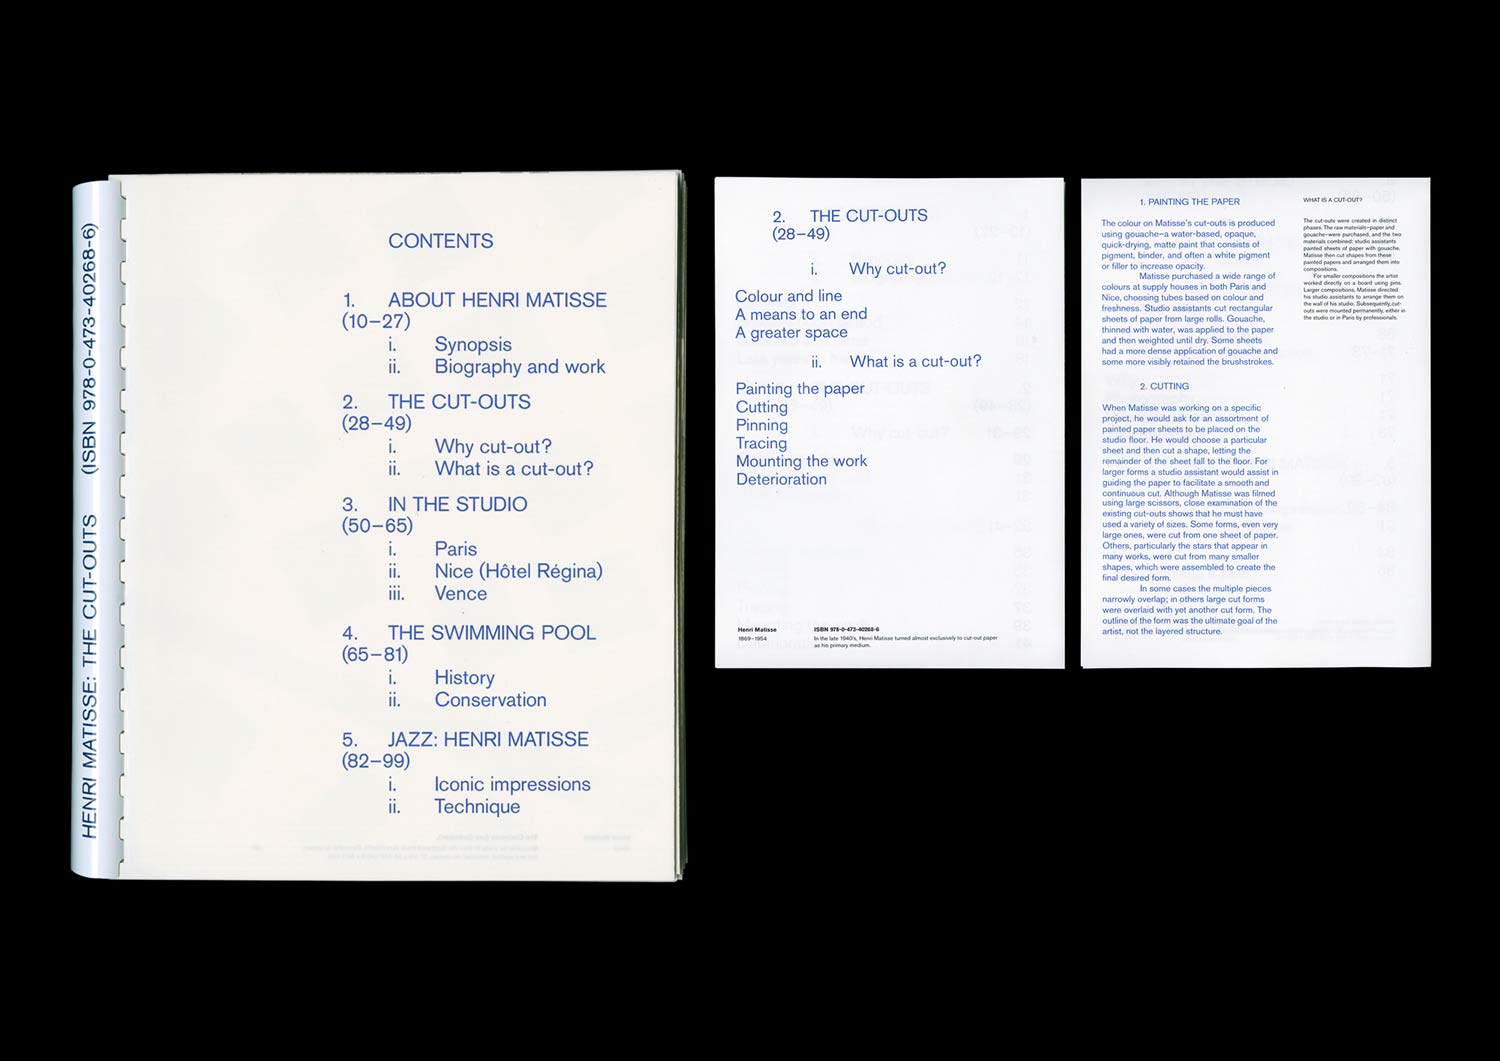 HENRI MATISSE: THE CUT-OUTS (ISBN 978-0-473-40268-6)
CONTENTS
1. ABOUT HENRI MATISSE
(10–27)
i. Synopsis
ii. Biography and work
2. THE CUT-OUTS
(28–49)
i. Why cut-out?
ii. What is a cut-out?
3. IN THE STUDIO
(50–65)
i. Paris
ii. Nice (Hôtel Régina)
iii. Vence
4. THE SWIMMING POOL
(65–81)
i. History
ii. Conservation
5. JAZZ: HENRI MATISSE
(82–99)
i. Iconic impressions
ii. Technique
2. THE CUT-OUTS
(28–49)
i. Why cut-out?
Colour and line
A means to an end
A greater space
ii. What is a cut-out?
Painting the paper
Cutting
Pinning
Tracing
Mounting the work
Deterioration
Henri Matisse
1869–1954
ISBN 978-0-473-40268-6
In the late 1940's, Henri Matisse turned almost exclusively to cut-out paper
as his primary medium.
1. PAINTING THE PAPER
The colour on Matisse's cut-outs is produced
using gouache—a water-based, opaque,
quick-drying, matte paint that consists of
pigment, binder, and often a white pigment
or filler to increase opacity.
Matisse purchased a wide range of
colours at supply houses in both Paris and
Nice, choosing tubes based on colour and
freshness. Studio assistants cut rectangular
sheets of paper from large rolls. Gouache,
thinned with water, was applied to the paper
and then weighted until dry. Some sheets
had a more dense application of gouache and
some more visibly retained the brushstrokes.
2. CUTTING
When Matisse was working on a specific
project, he would ask for an assortment of
painted paper sheets to be placed on the
studio floor. He would choose a particular
sheet and then cut a shape, letting the
remainder of the sheet fall to the floor. For
larger forms a studio assistant would assist in
guiding the paper to facilitate a smooth and
continuous cut. Although Matisse was filmed
using large scissors, close examination of the
existing cut-outs shows that he must have
used a variety of sizes. Some forms, even very
large ones, were cut from one sheet of paper.
Others, particularly the stars that appear in
many works, were cut from many smaller
shapes, which were assembled to create the
final desired form.
In some cases the multiple pieces
narrowly overlap; in others large cut forms
were overlaid with yet another cut form. The
outline of the form was the ultimate goal of the
artist, not the layered structure.
WHAT IS A CUT-OUT?
The cut-outs were created in distinct
phases. The raw materials—paper and
gouache—were purchased, and the two
materials combined: studio assistants
painted sheets of paper with gouache.
Matisse then cut shapes from these
painted papers and arranged them into
compositions.
For smaller compositions the artist
worked directly on a board using pins.
Larger compositions, Matisse directed
his studio assistants to arrange them on
the wall of his studio. Subsequently, cut-
outs were mounted permanently, either in
the studio or in Paris by professionals.